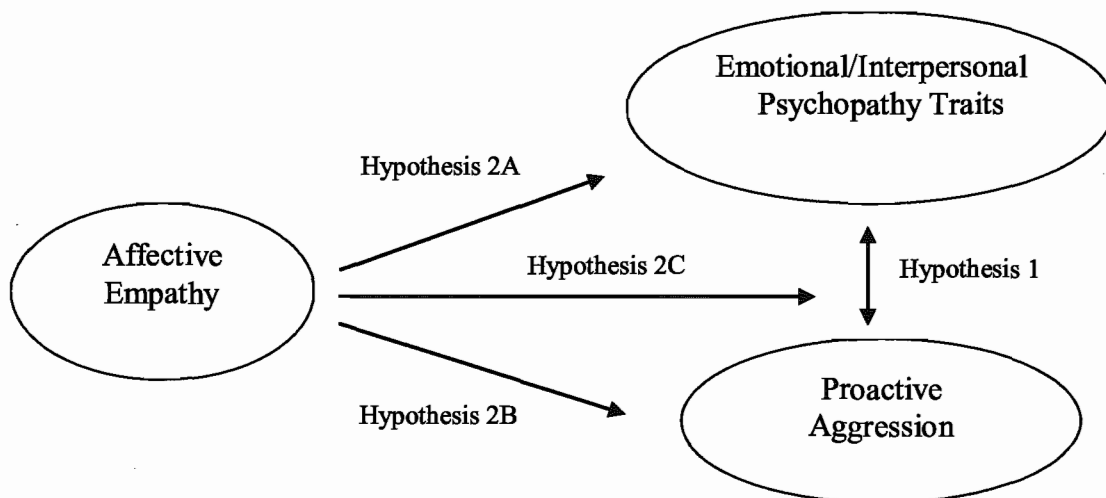 Emotional/Interpersonal
Psychopathy Traits
Hypothesis 2A
Affective
Empathy
Hypothesis 2C
Hypothesis 1
Hypothesis 2B
Proactive
Aggression